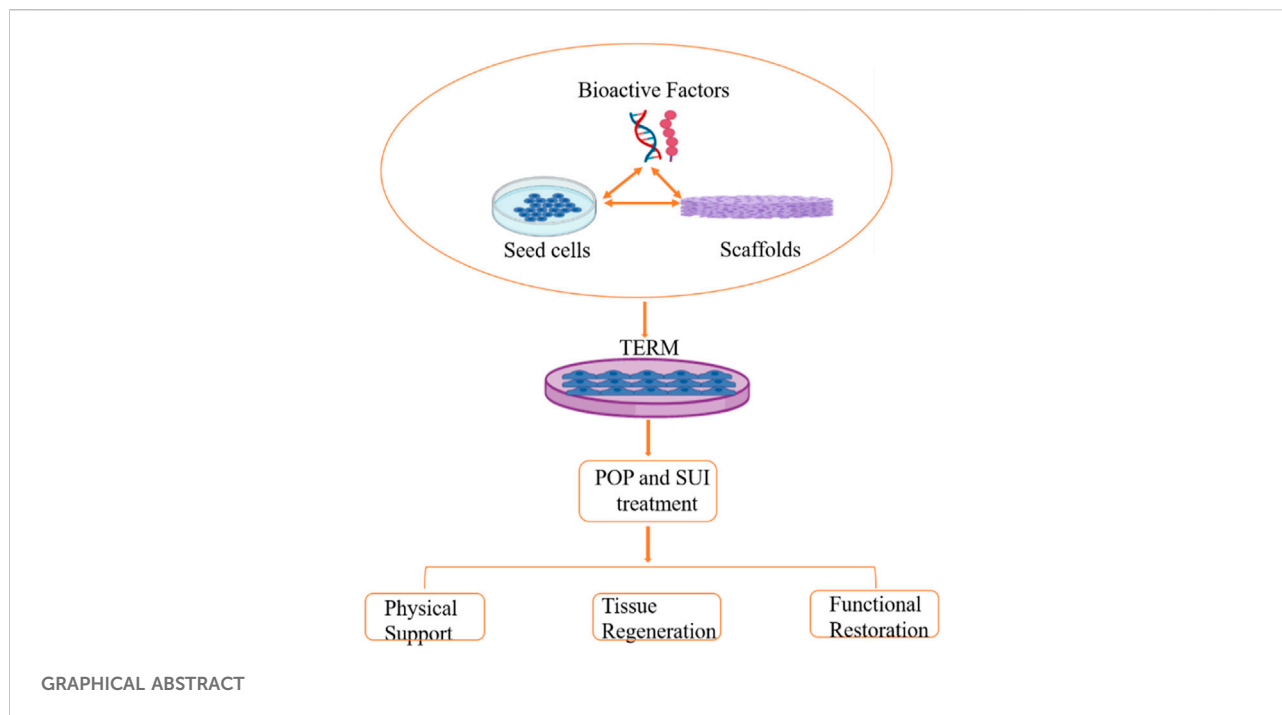 Bioactive Factors
Seed cells
Scaffolds
TERM
POP and SUI
treatment
Physical
Support
Tissue
Regeneration
Functional
Restoration
GRAPHICAL ABSTRACT